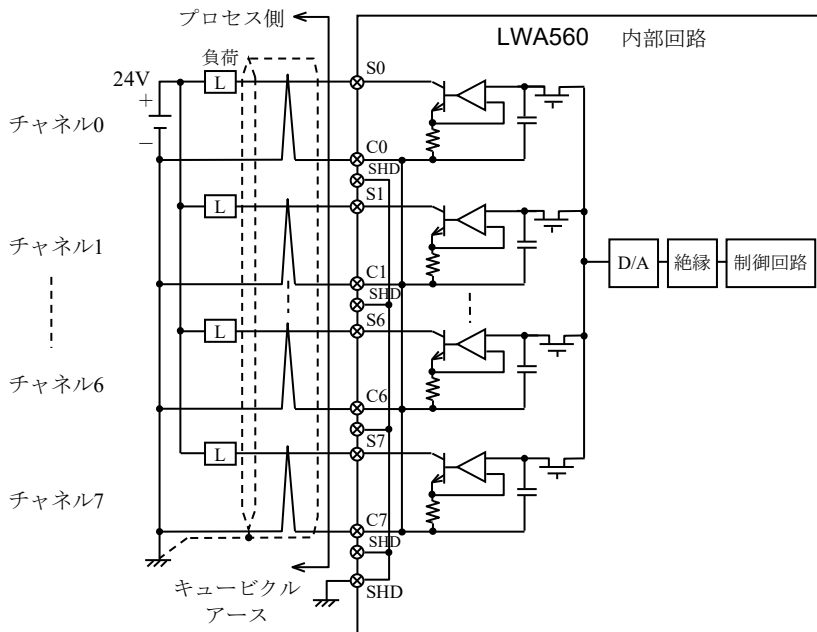 プロセス側
LWA560 内部回路
負荷
24V
+
−
L
S0
チャネル0
C0
SHD
S1
L
チャネル1
C1
SHD
S6
L
D/A
絶縁
制御回路
チャネル6
C6
S7
L
チャネル7
C7
SHD
キュービクル
アース
SHD